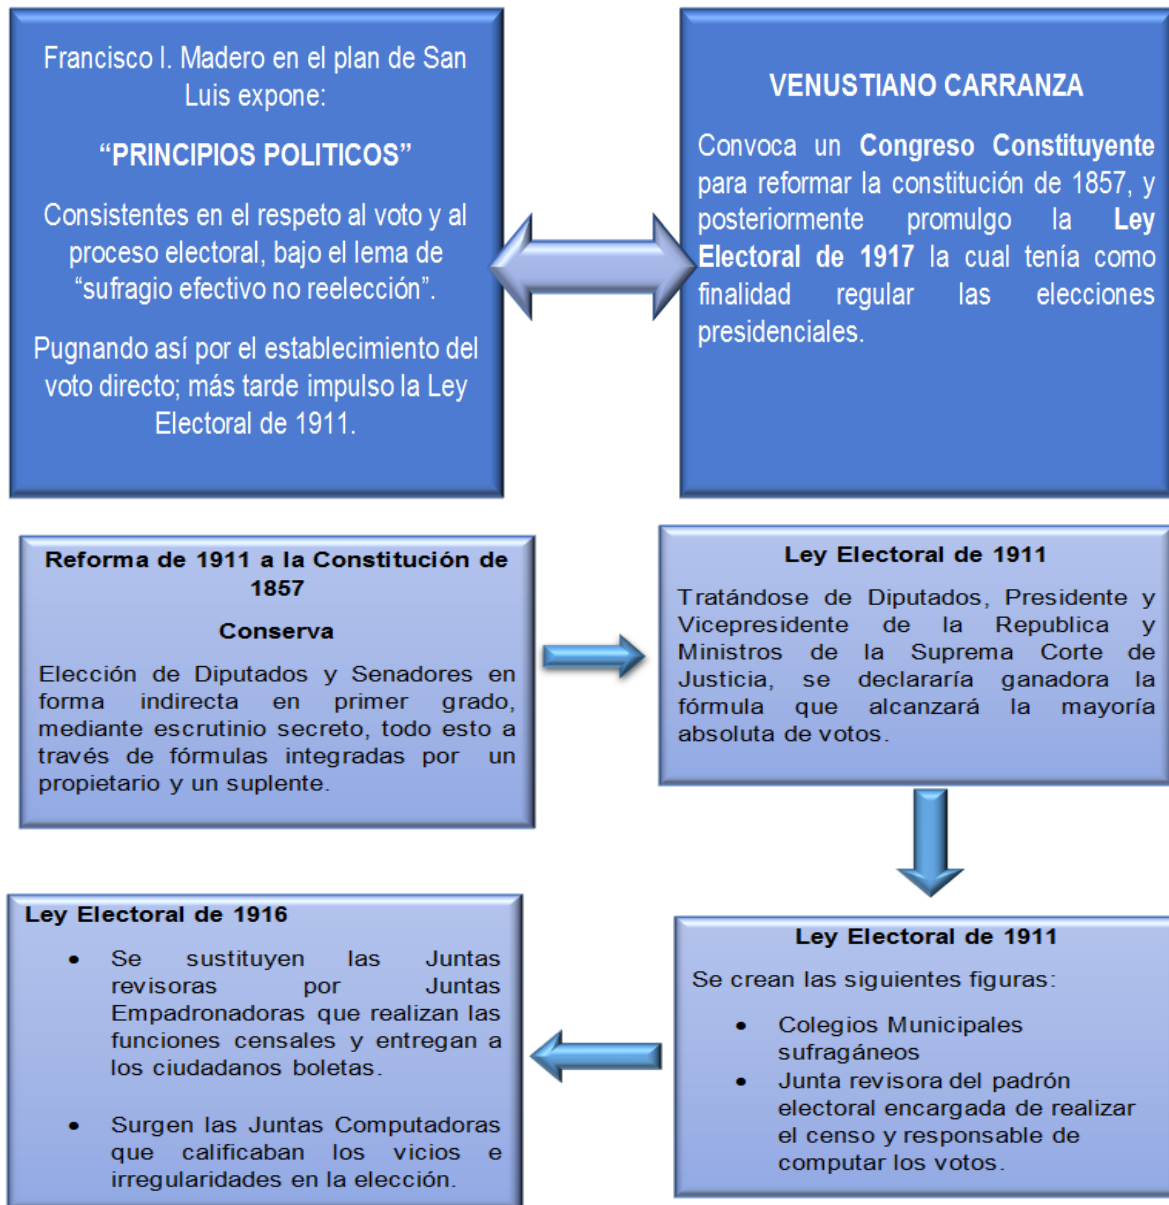 Francisco I. Madero en el plan de San
Luis expone:
“PRINCIPIOS POLITICOS”
Consistentes en el respeto al voto y al
proceso electoral, bajo el lema de
“sufragio efectivo no reelección”.
Pugnando así por el establecimiento del
voto directo; más tarde impulso la Ley
Electoral de 1911.
VENUSTIANO CARRANZA
Convoca un Congreso Constituyente
para reformar la constitución de 1857, y
posteriormente promulgo la Ley
Electoral de 1917 la cual tenía como
finalidad regular las elecciones
presidenciales.
Reforma de 1911 a la Constitución de
1857
Conserva
Elección de Diputados y Senadores en
forma indirecta en primer grado,
mediante escrutinio secreto, todo esto a
través de fórmulas integradas por un
propietario y un suplente.
Ley Electoral de 1911
Tratándose de Diputados, Presidente y
Vicepresidente de la Republica y
Ministros de la Suprema Corte de
Justicia, se declararía ganadora la
fórmula que alcanzará la mayoría
absoluta de votos.
Ley Electoral de 1911
Se crean las siguientes figuras:
• Colegios Municipales
sufragáneos
• Junta revisora del padrón
electoral encargada de realizar
el censo y responsable de
computar los votos.
Ley Electoral de 1916
• Se sustituyen las Juntas
revisoras por Juntas
Empadronadoras que realizan las
funciones censales y entregan a
los ciudadanos boletas.
• Surgen las Juntas Computadoras
que calificaban los vicios e
irregularidades en la elección.